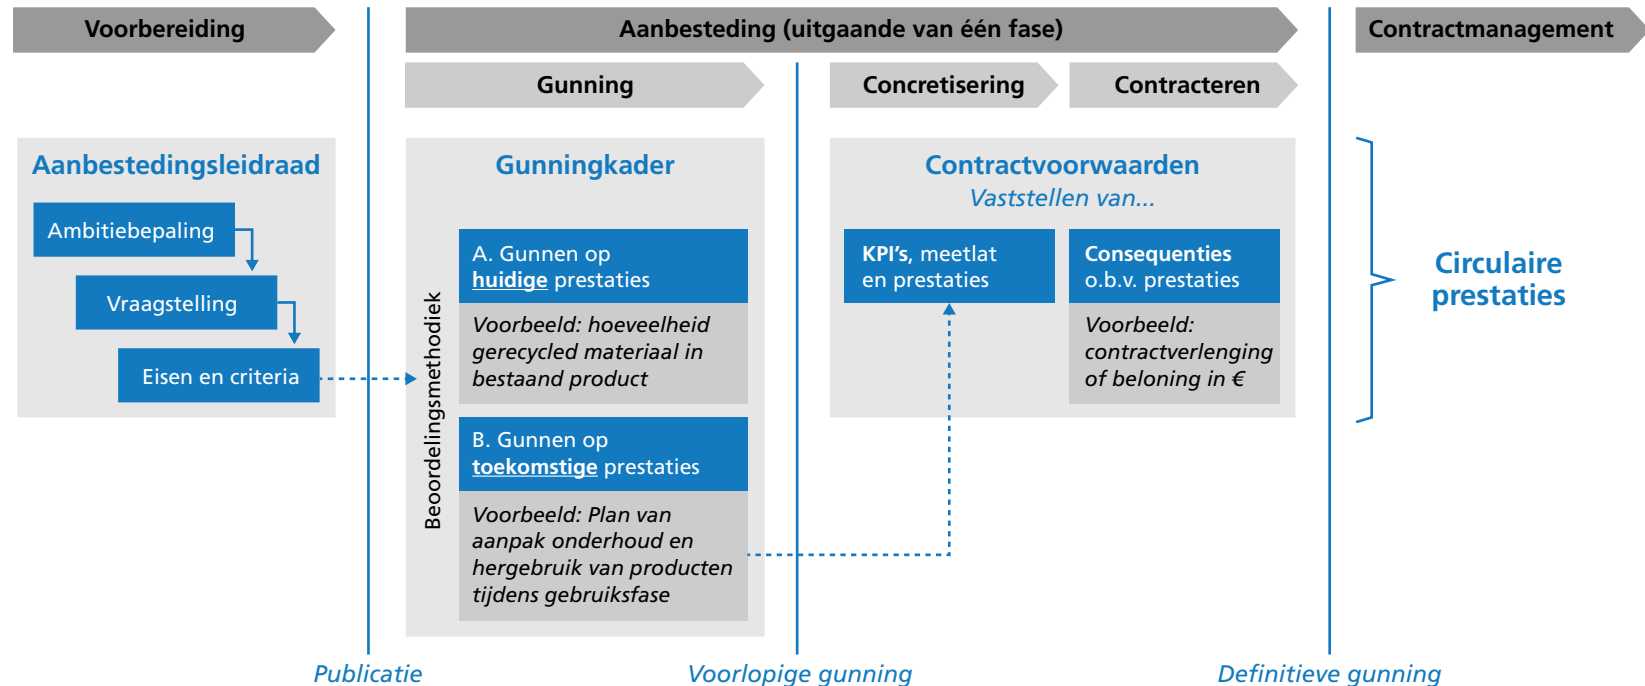 Voorbereiding
Aanbesteding (uitgaande van één fase)
Contractmanagement
Gunning
Concretisering
Contracteren
Aanbestedingsleidraad
Ambitiebepaling
Vraagstelling
Eisen en criteria
Gunningkader
Beoordelingsmethodiek
A. Gunnen op
huidige prestaties
Voorbeeld: hoeveelheid
gerecycled materiaal in
bestaand product
B. Gunnen op
toekomstige prestaties
Voorbeeld: Plan van
aanpak onderhoud en
hergebruik van producten
tijdens gebruiksfase
Contractvoorwaarden
Vaststellen van...
KPI's, meetlat
en prestaties
Consequenties
o.b.v. prestaties
Voorbeeld:
contractverlenging
of beloning in €
Circulaire
prestaties
Publicatie
Voorlopige gunning
Definitieve gunning